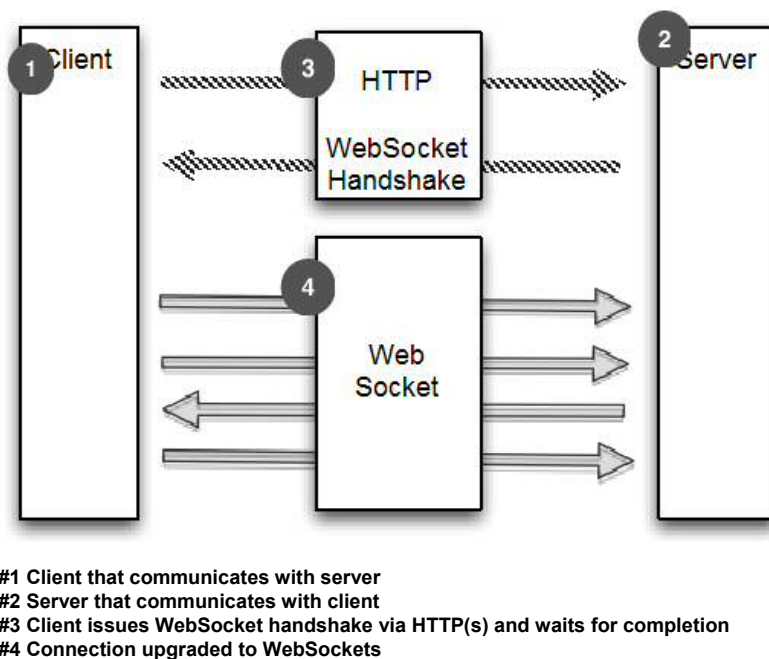 1
Client
3
HTTP
WebSocket
Handshake
2
Server
4
Web
Socket
#1 Client that communicates with server
#2 Server that communicates with client
#3 Client issues WebSocket handshake via HTTP(s) and waits for completion
#4 Connection upgraded to WebSockets